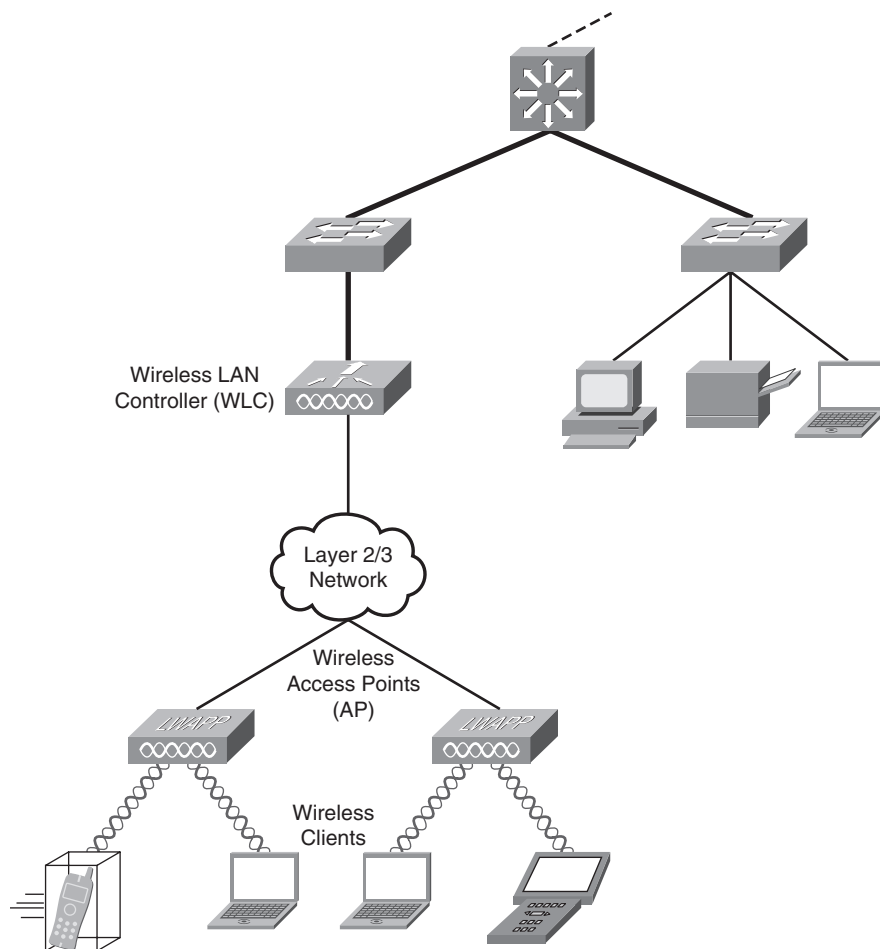 Wireless LAN
Controller (WLC)
Layer 2/3
Network
Wireless
Access Points
(AP)
LWAPP
LWAPP
Wireless
Clients